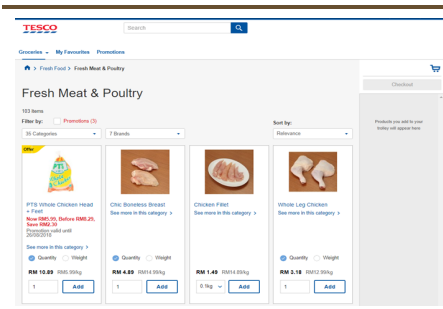 TESCO
Search
Groceries My Favourites Promotions
> Fresh Food > Fresh Meat & Poultry
Checkout
Fresh Meat & Poultry
103 Items
Filter by: Promotions (3)
Sort by:
35 Categories
7 Brands
Relevance
Products you add to your
trolley will appear here
Offer
PTS Whole Chicken Head
+ Feet
Now RM5.99, Before RM8.29,
Save RM2.30
Promotion valid until
26/09/2018
See more in this category >
Quantity Weight
RM 10.89 RM5.99/kg
1 Add
Chic Boneless Breast
See more in this category >
Quantity Weight
RM 4.89 RM14.99/kg
1 Add
Chicken Fillet
See more in this category >
RM 1.49 RM14.89/kg
0.1kg Add
Whole Leg Chicken
See more in this category >
Quantity Weight
RM 3.18 RM12.99/kg
1 Add